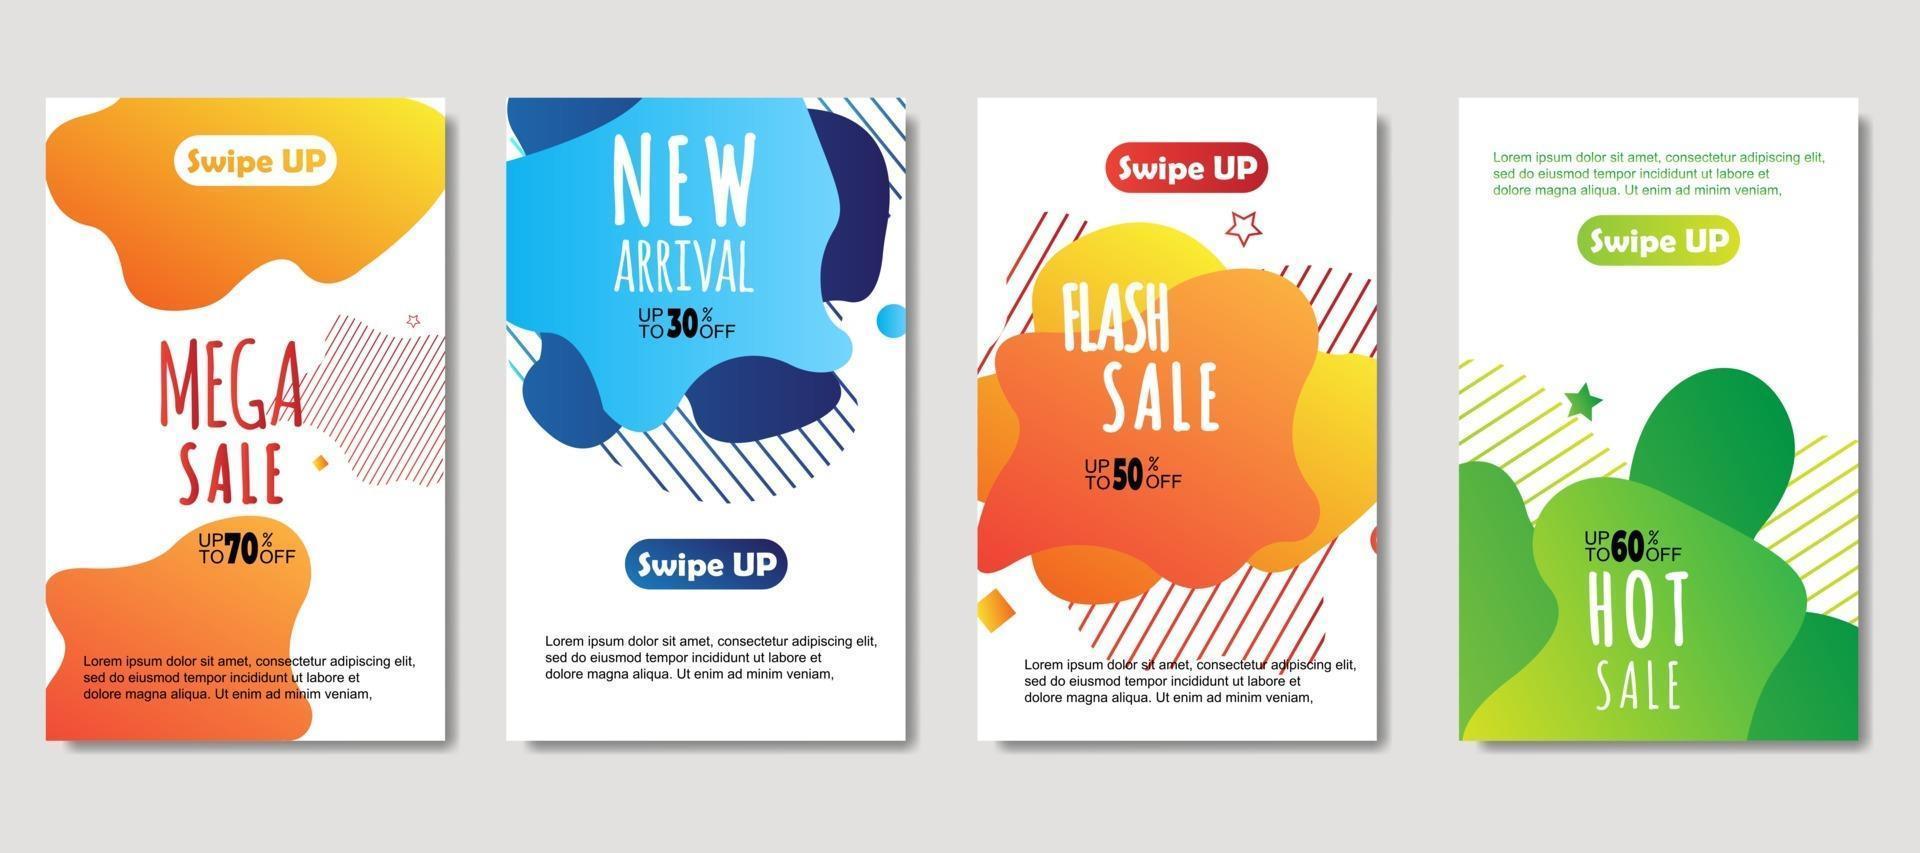 Swipe UP
MEGA
SALE
UP TO 70% OFF
Lorem ipsum dolor sit amet, consectetur adipiscing elit,
sed do eiusmod tempor incididunt ut labore et
dolore magna aliqua. Ut enim ad minim veniam,
NEW
ARRIVAL
UP TO 30% OFF
Swipe UP
Lorem ipsum dolor sit amet, consectetur adipiscing elit,
sed do eiusmod tempor incididunt ut labore et
dolore magna aliqua. Ut enim ad minim veniam,
Swipe UP
FLASH
SALE
UP TO 50% OFF
Lorem ipsum dolor sit amet, consectetur adipiscing elit,
sed do eiusmod tempor incididunt ut labore et
dolore magna aliqua. Ut enim ad minim veniam,
Lorem ipsum dolor sit amet, consectetur adipiscing elit,
sed do eiusmod tempor incididunt ut labore et
dolore magna aliqua. Ut enim ad minim veniam,
Swipe UP
UP TO 60% OFF
HOT
SALE